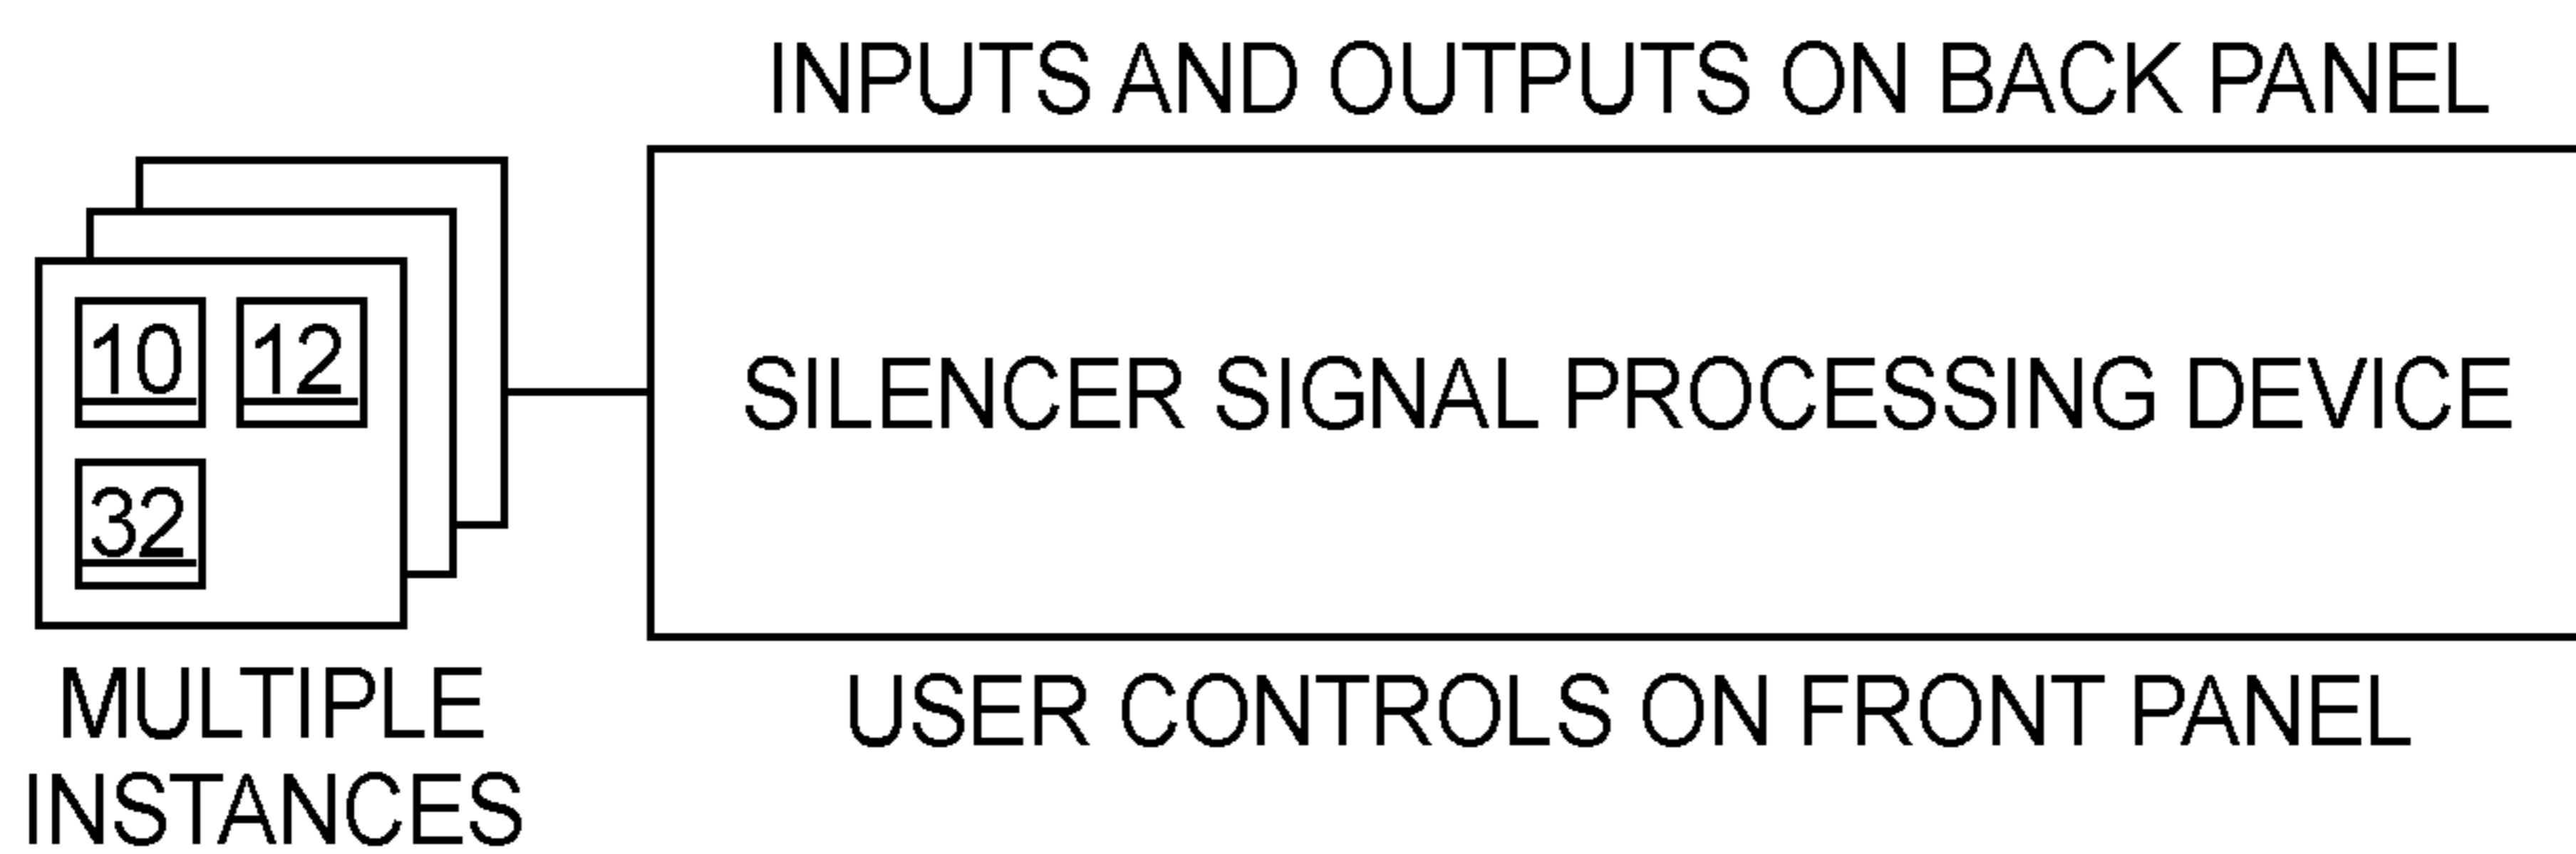 INPUTS AND OUTPUTS ON BACK PANEL
10 12
SILENCER SIGNAL PROCESSING DEVICE
32
MULTIPLE
INSTANCES
USER CONTROLS ON FRONT PANEL